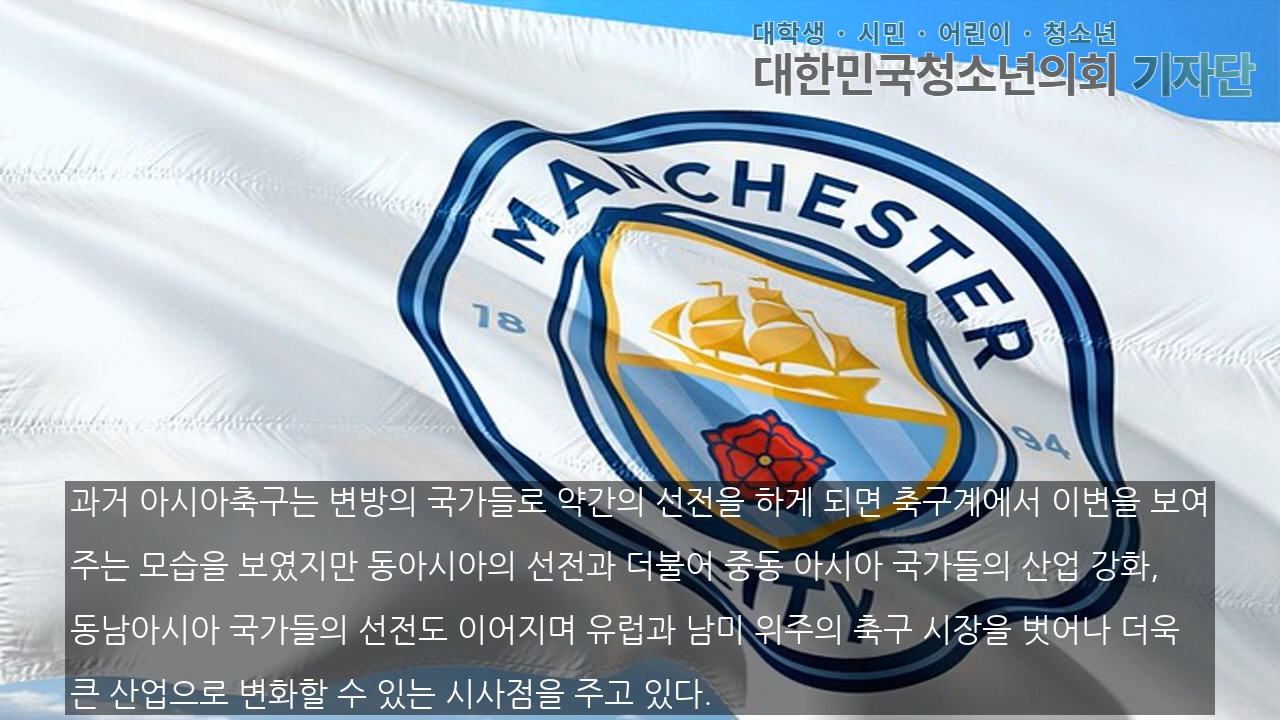 대학생 · 시민 · 어린이 · 청소년
대한민국청소년의회 기자단
MANCHESTER
18
94
CITY
과거 아시아축구는 변방의 국가들로 약간의 선전을 하게 되면 축구계에서 이변을 보여
주는 모습을 보였지만 동아시아의 선전과 더불어 중동 아시아 국가들의 산업 강화,
동남아시아 국가들의 선전도 이어지며 유럽과 남미 위주의 축구 시장을 벗어나 더욱
큰 산업으로 변화할 수 있는 시사점을 주고 있다.